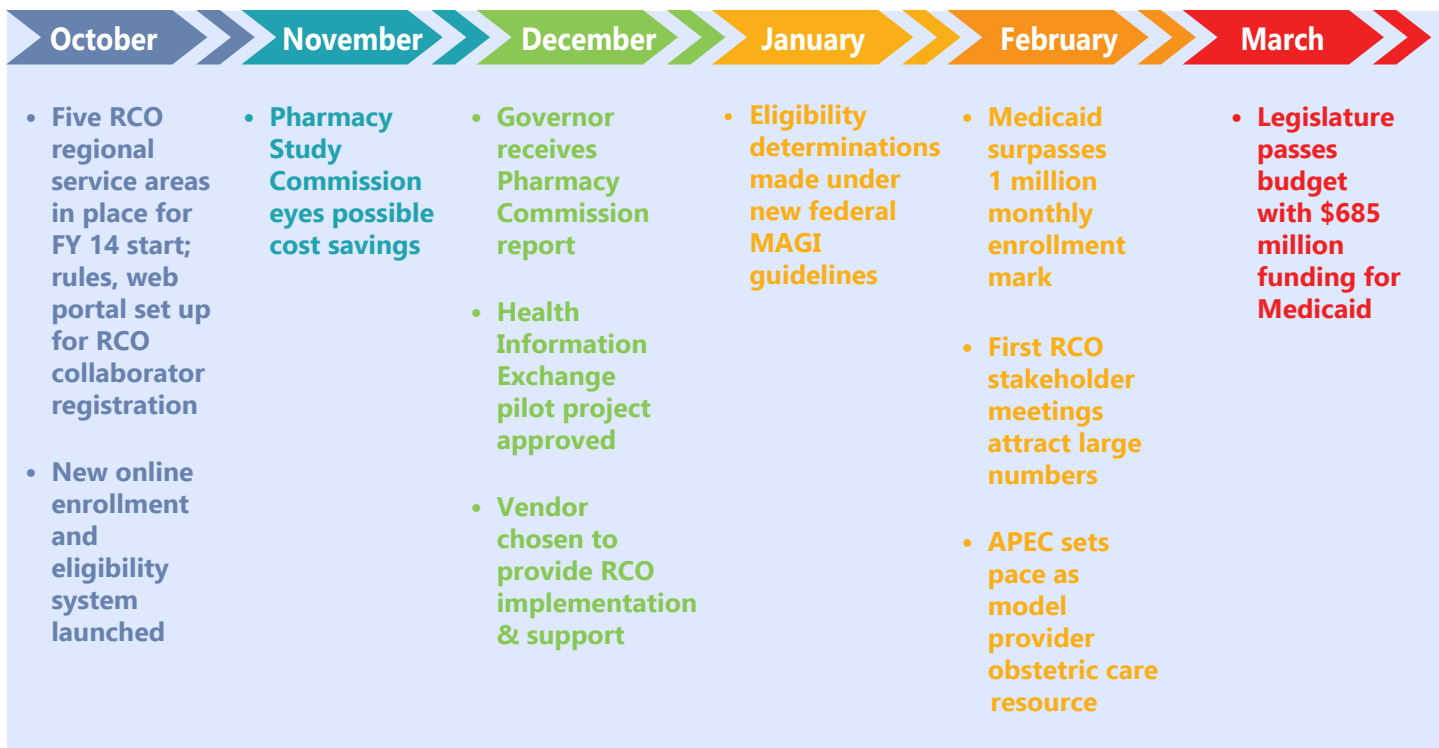 October
November
December
January
February
March
• Five RCO
regional
service areas
in place for
FY 14 start;
rules, web
portal set up
for RCO
collaborator
registration
• New online
enrollment
and
eligibility
system
launched
• Pharmacy
Study
Commission
eyes possible
cost savings
• Governor
receives
Pharmacy
Commission
report
• Health
Information
Exchange
pilot project
approved
• Vendor
chosen to
provide RCO
implementation
& support
• Eligibility
determinations
made under
new federal
MAGI
guidelines
• Medicaid
surpasses
1 million
monthly
enrollment
mark
• First RCO
stakeholder
meetings
attract large
numbers
• APEC sets
pace as
model
provider
obstetric care
resource
• Legislature
passes
budget
with $685
million
funding for
Medicaid